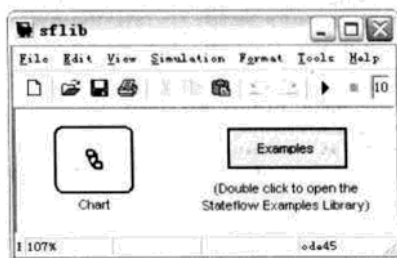 sflib
File Edit View Simulation Format Tools Help
10
Examples
Chart
(Double click to open the
Stateflow Examples Library)
107%
ode45